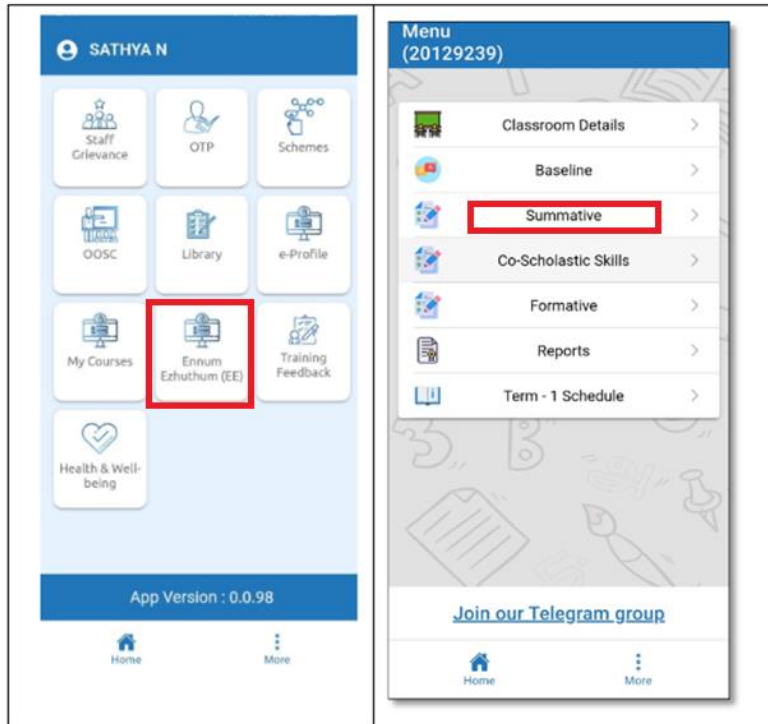 SATHYA N
Staff
Grievance
OTP
Schemes
OOSC
Library
e-Profile
My Courses
Ennum
Ezhuthum (EE)
Training
Feedback
Health & Well-
being
App Version : 0.0.98
Home
More
Menu
(20129239)
Classroom Details
Baseline
Summative
Co-Scholastic Skills
Formative
Reports
Term - 1 Schedule
Join our Telegram group
Home
More